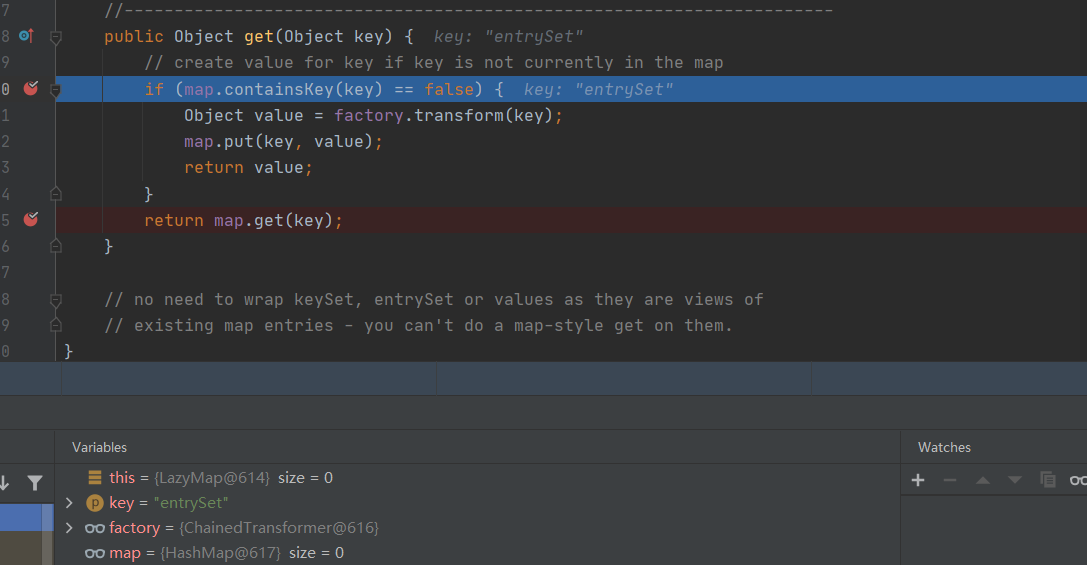 7 //-----------------------------------------------------------------------
8 public Object get(Object key) { key: "entrySet"
9 // create value for key if key is not currently in the map
0 if (map.containsKey(key) == false) { key: "entrySet"
1 Object value = factory.transform(key);
2 map.put(key, value);
3 return value;
4 }
5 return map.get(key);
6 }
7
8 // no need to wrap keySet, entrySet or values as they are views of
9 // existing map entries - you can't do a map-style get on them.
0 }
Variables
Watches
this = {LazyMap@614} size = 0
p key = "entrySet"
factory = {ChainedTransformer@616}
map = {HashMap@617} size = 0